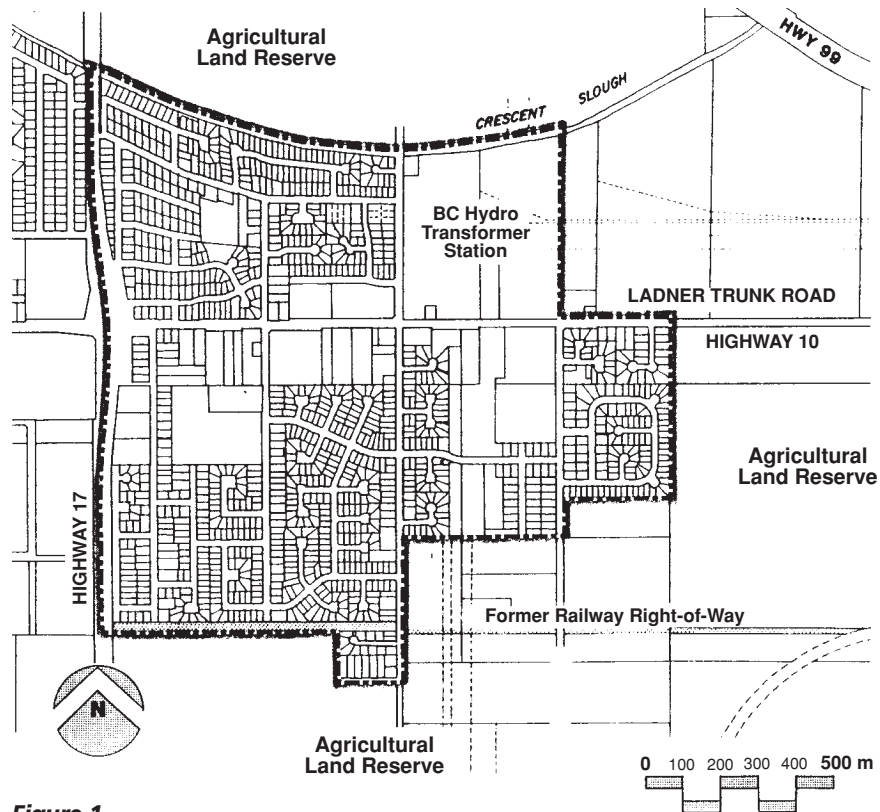 Agricultural
Land Reserve
HWY 99
CRESCENT SLOUGH
BC Hydro
Transformer
Station
LADNER TRUNK ROAD
HIGHWAY 10
Agricultural
Land Reserve
HIGHWAY 17
Former Railway Right-of-Way
N
Agricultural
Land Reserve
0 100 200 300 400 500 m
Figure 1